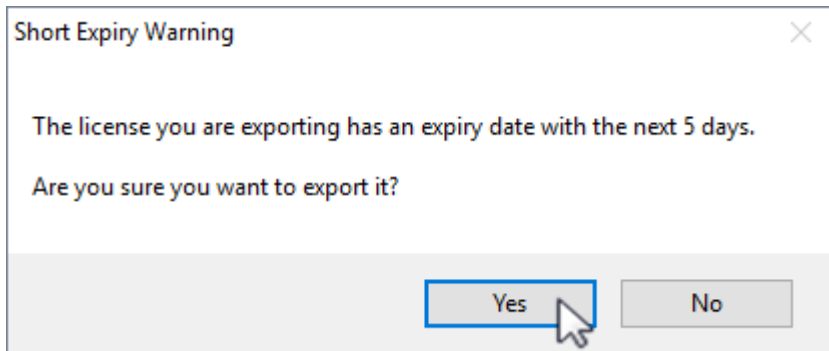 Short Expiry Warning
The license you are exporting has an expiry date with the next 5 days.
Are you sure you want to export it?
Yes
No